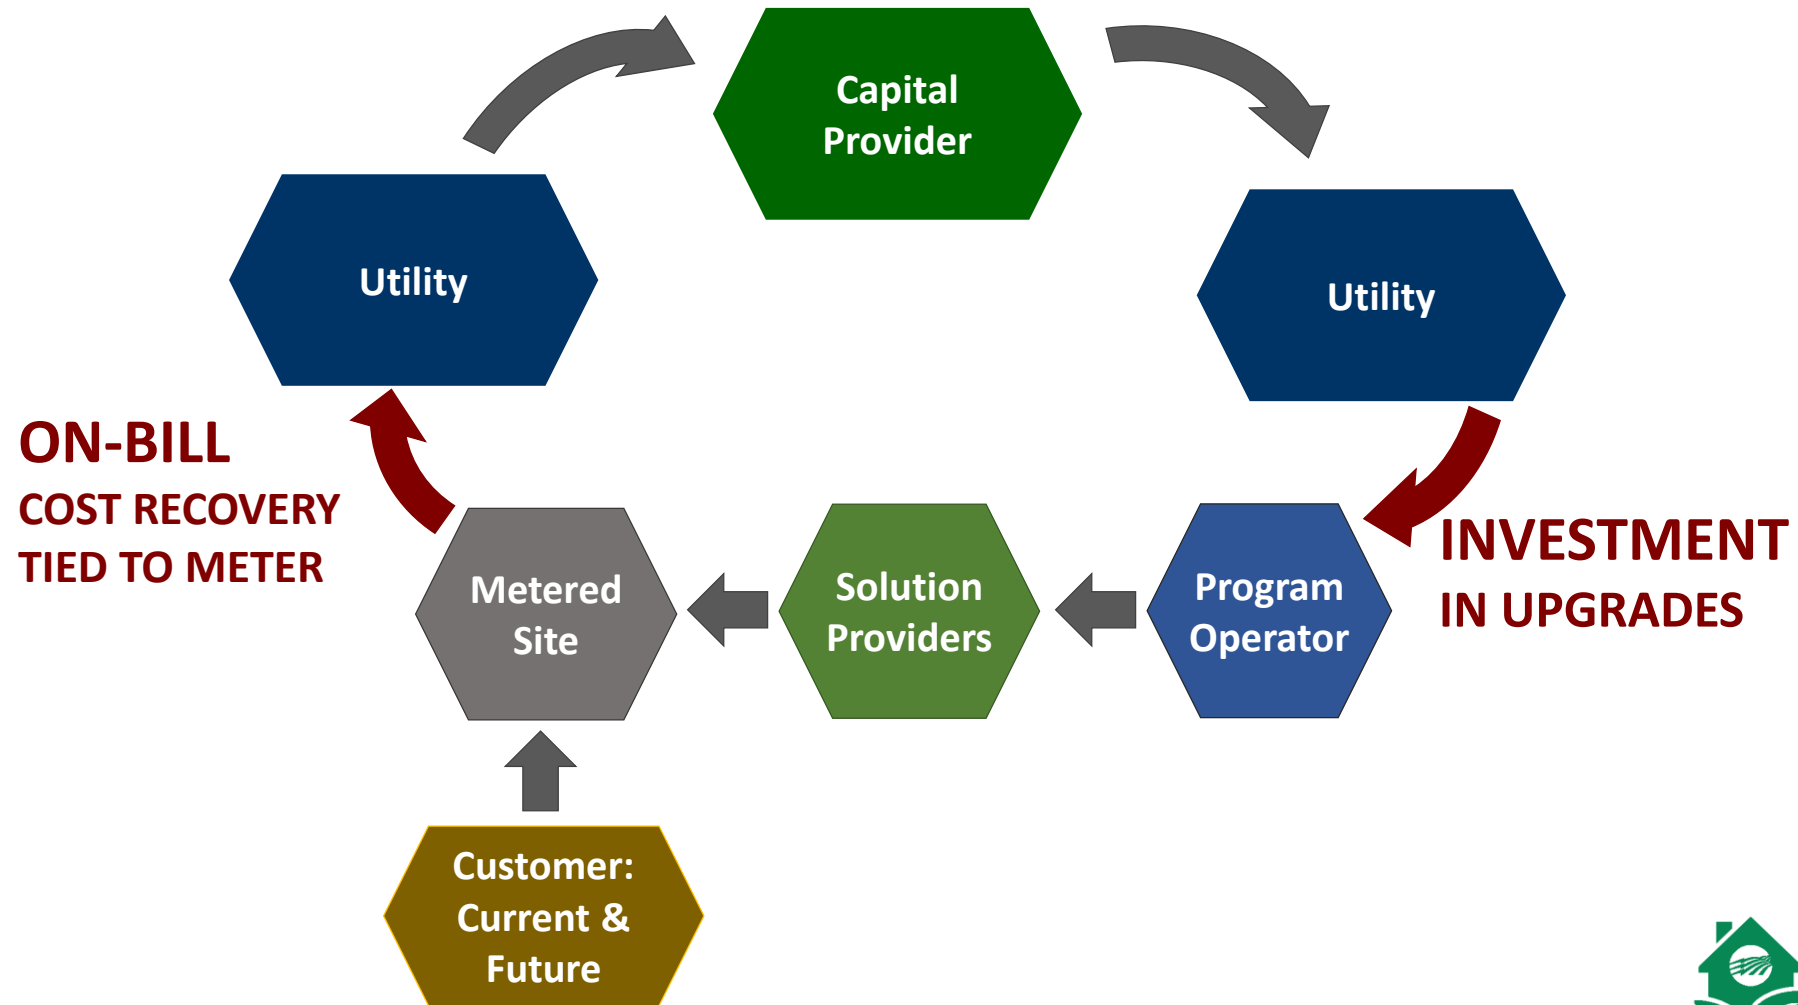 Capital
Provider
Utility
Utility
ON-BILL
COST RECOVERY
TIED TO METER
INVESTMENT
IN UPGRADES
Metered
Site
Solution
Providers
Program
Operator
Customer:
Current &
Future